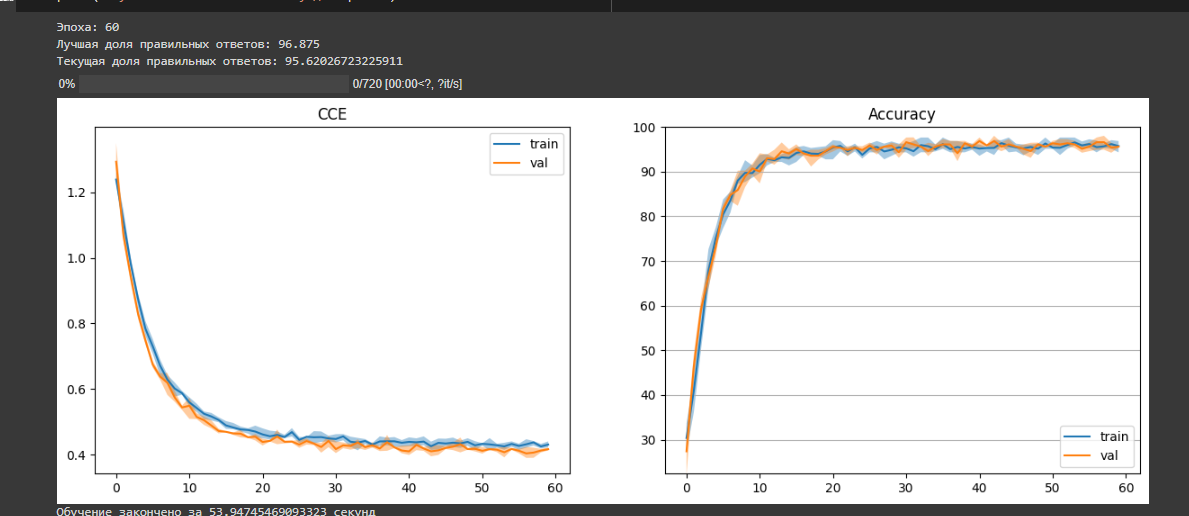 Эпоха: 60
Лучшая доля правильных ответов: 96.875
Текущая доля правильных ответов: 95.62026723225911
0% 0/720 [00:00<?, ?it/s]
CCE
train
val
1.2
1.0
0.8
0.6
0.4
0 10 20 30 40 50 60
Accuracy
100
90
80
70
60
50
40
30
train
val
0 10 20 30 40 50 60
Обучение закончено за 53.94745469093323 секунд